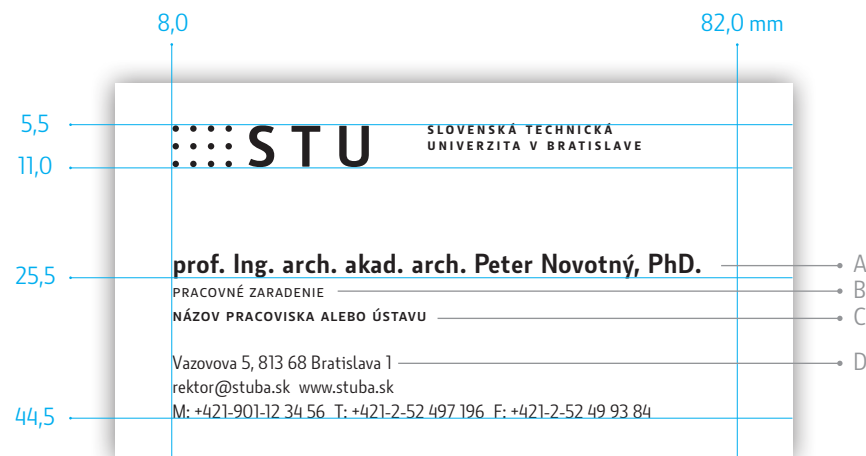 8,0 82,0 mm
5,5
STU SLOVENSKÁ TECHNICKÁ
UNIVERZITA V BRATISLAVE
11,0
prof. Ing. arch. akad. arch. Peter Novotný, PhD. A
25,5
PRACOVNÉ ZARADENIE B
NÁZOV PRACOVISKA ALEBO ÚSTAVU C
Vazovova 5, 813 68 Bratislava 1 D
rektor@stuba.sk www.stuba.sk
44,5 M: +421-901-12 34 56 T: +421-2-52 497 196 F: +421-2-52 49 93 84